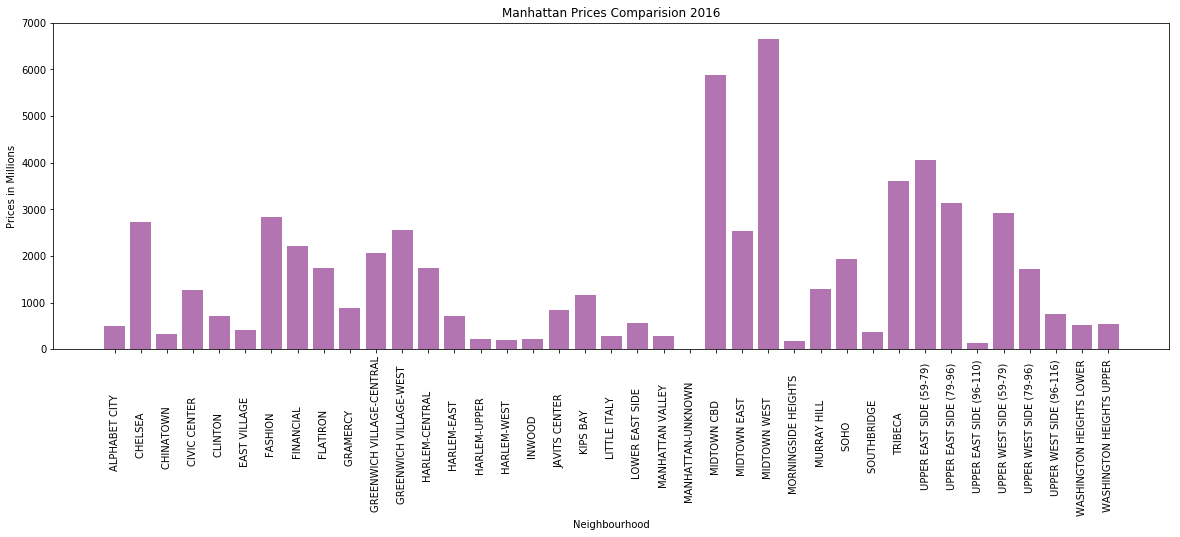 Manhattan Prices Comparision 2016
7000
6000
5000
4000
3000
2000
1000
0
Prices in Millions
ALPHABET CITY
CHELSEA
CHINATOWN
CIVIC CENTER
CLINTON
EAST VILLAGE
FASHION
FINANCIAL
FLATIRON
GRAMERCY
GREENWICH VILLAGE-CENTRAL
GREENWICH VILLAGE-WEST
HARLEM-CENTRAL
HARLEM-EAST
HARLEM-UPPER
HARLEM-WEST
INWOOD
JAVITS CENTER
KIPS BAY
LITTLE ITALY
LOWER EAST SIDE
MANHATTAN VALLEY
MANHATTAN-UNKNOWN
MIDTOWN CBD
MIDTOWN EAST
MIDTOWN WEST
MORNINGSIDE HEIGHTS
MURRAY HILL
SOHO
SOUTHBRIDGE
TRIBECA
UPPER EAST SIDE (59-79)
UPPER EAST SIDE (79-96)
UPPER EAST SIDE (96-110)
UPPER WEST SIDE (59-79)
UPPER WEST SIDE (79-96)
UPPER WEST SIDE (96-116)
WASHINGTON HEIGHTS LOWER
WASHINGTON HEIGHTS UPPER
Neighbourhood